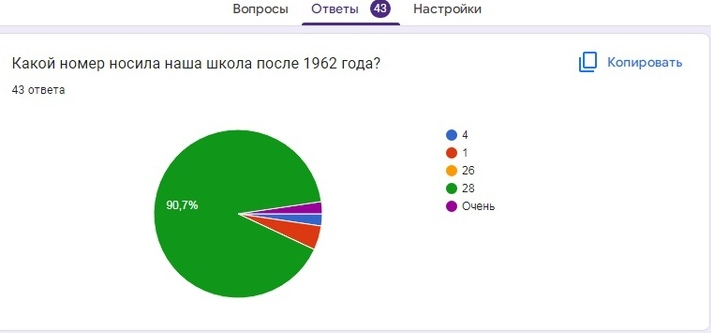 Вопросы Ответы 43 Настройки
Какой номер носила наша школа после 1962 года?
Копировать
43 ответа
4
1
26
28
Очень
90,7%